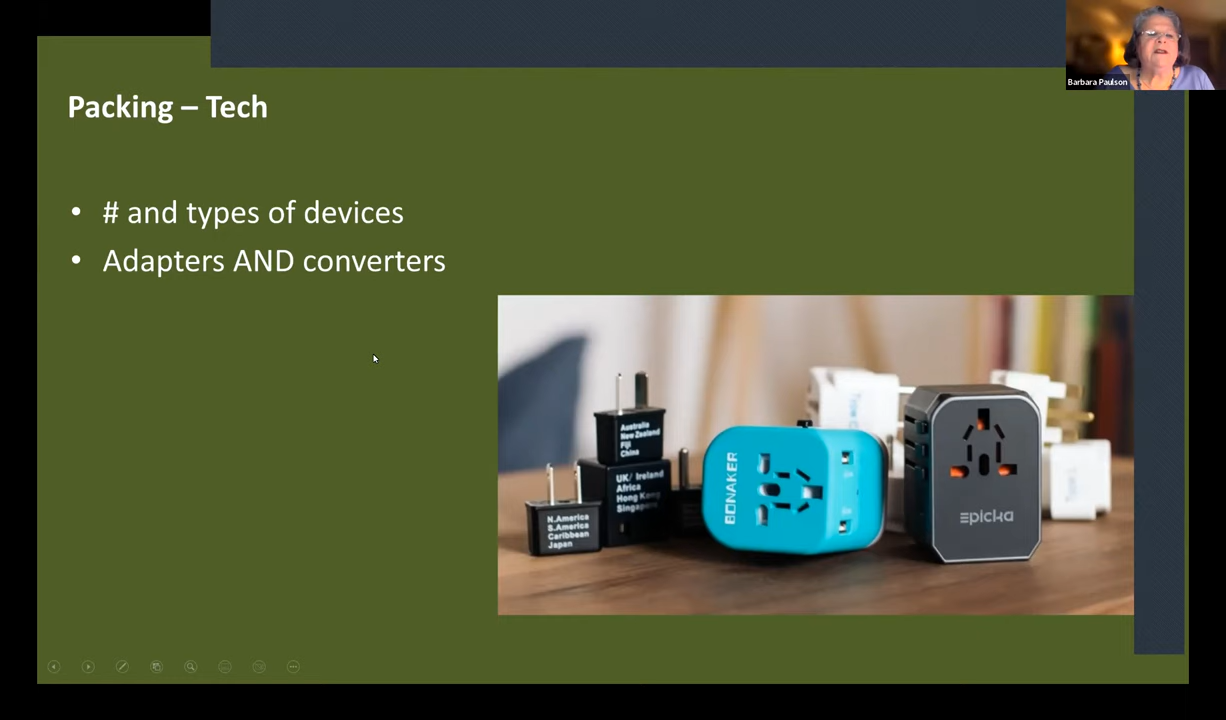 Barbara Paulson
Packing – Tech
• # and types of devices
• Adapters AND converters
Australia
New Zealand
Fiji
China
UK/ Ireland
Africa
Hong Kong
Singapore
N.America
S.America
Caribbean
Japan
BONAKER
EPICKA